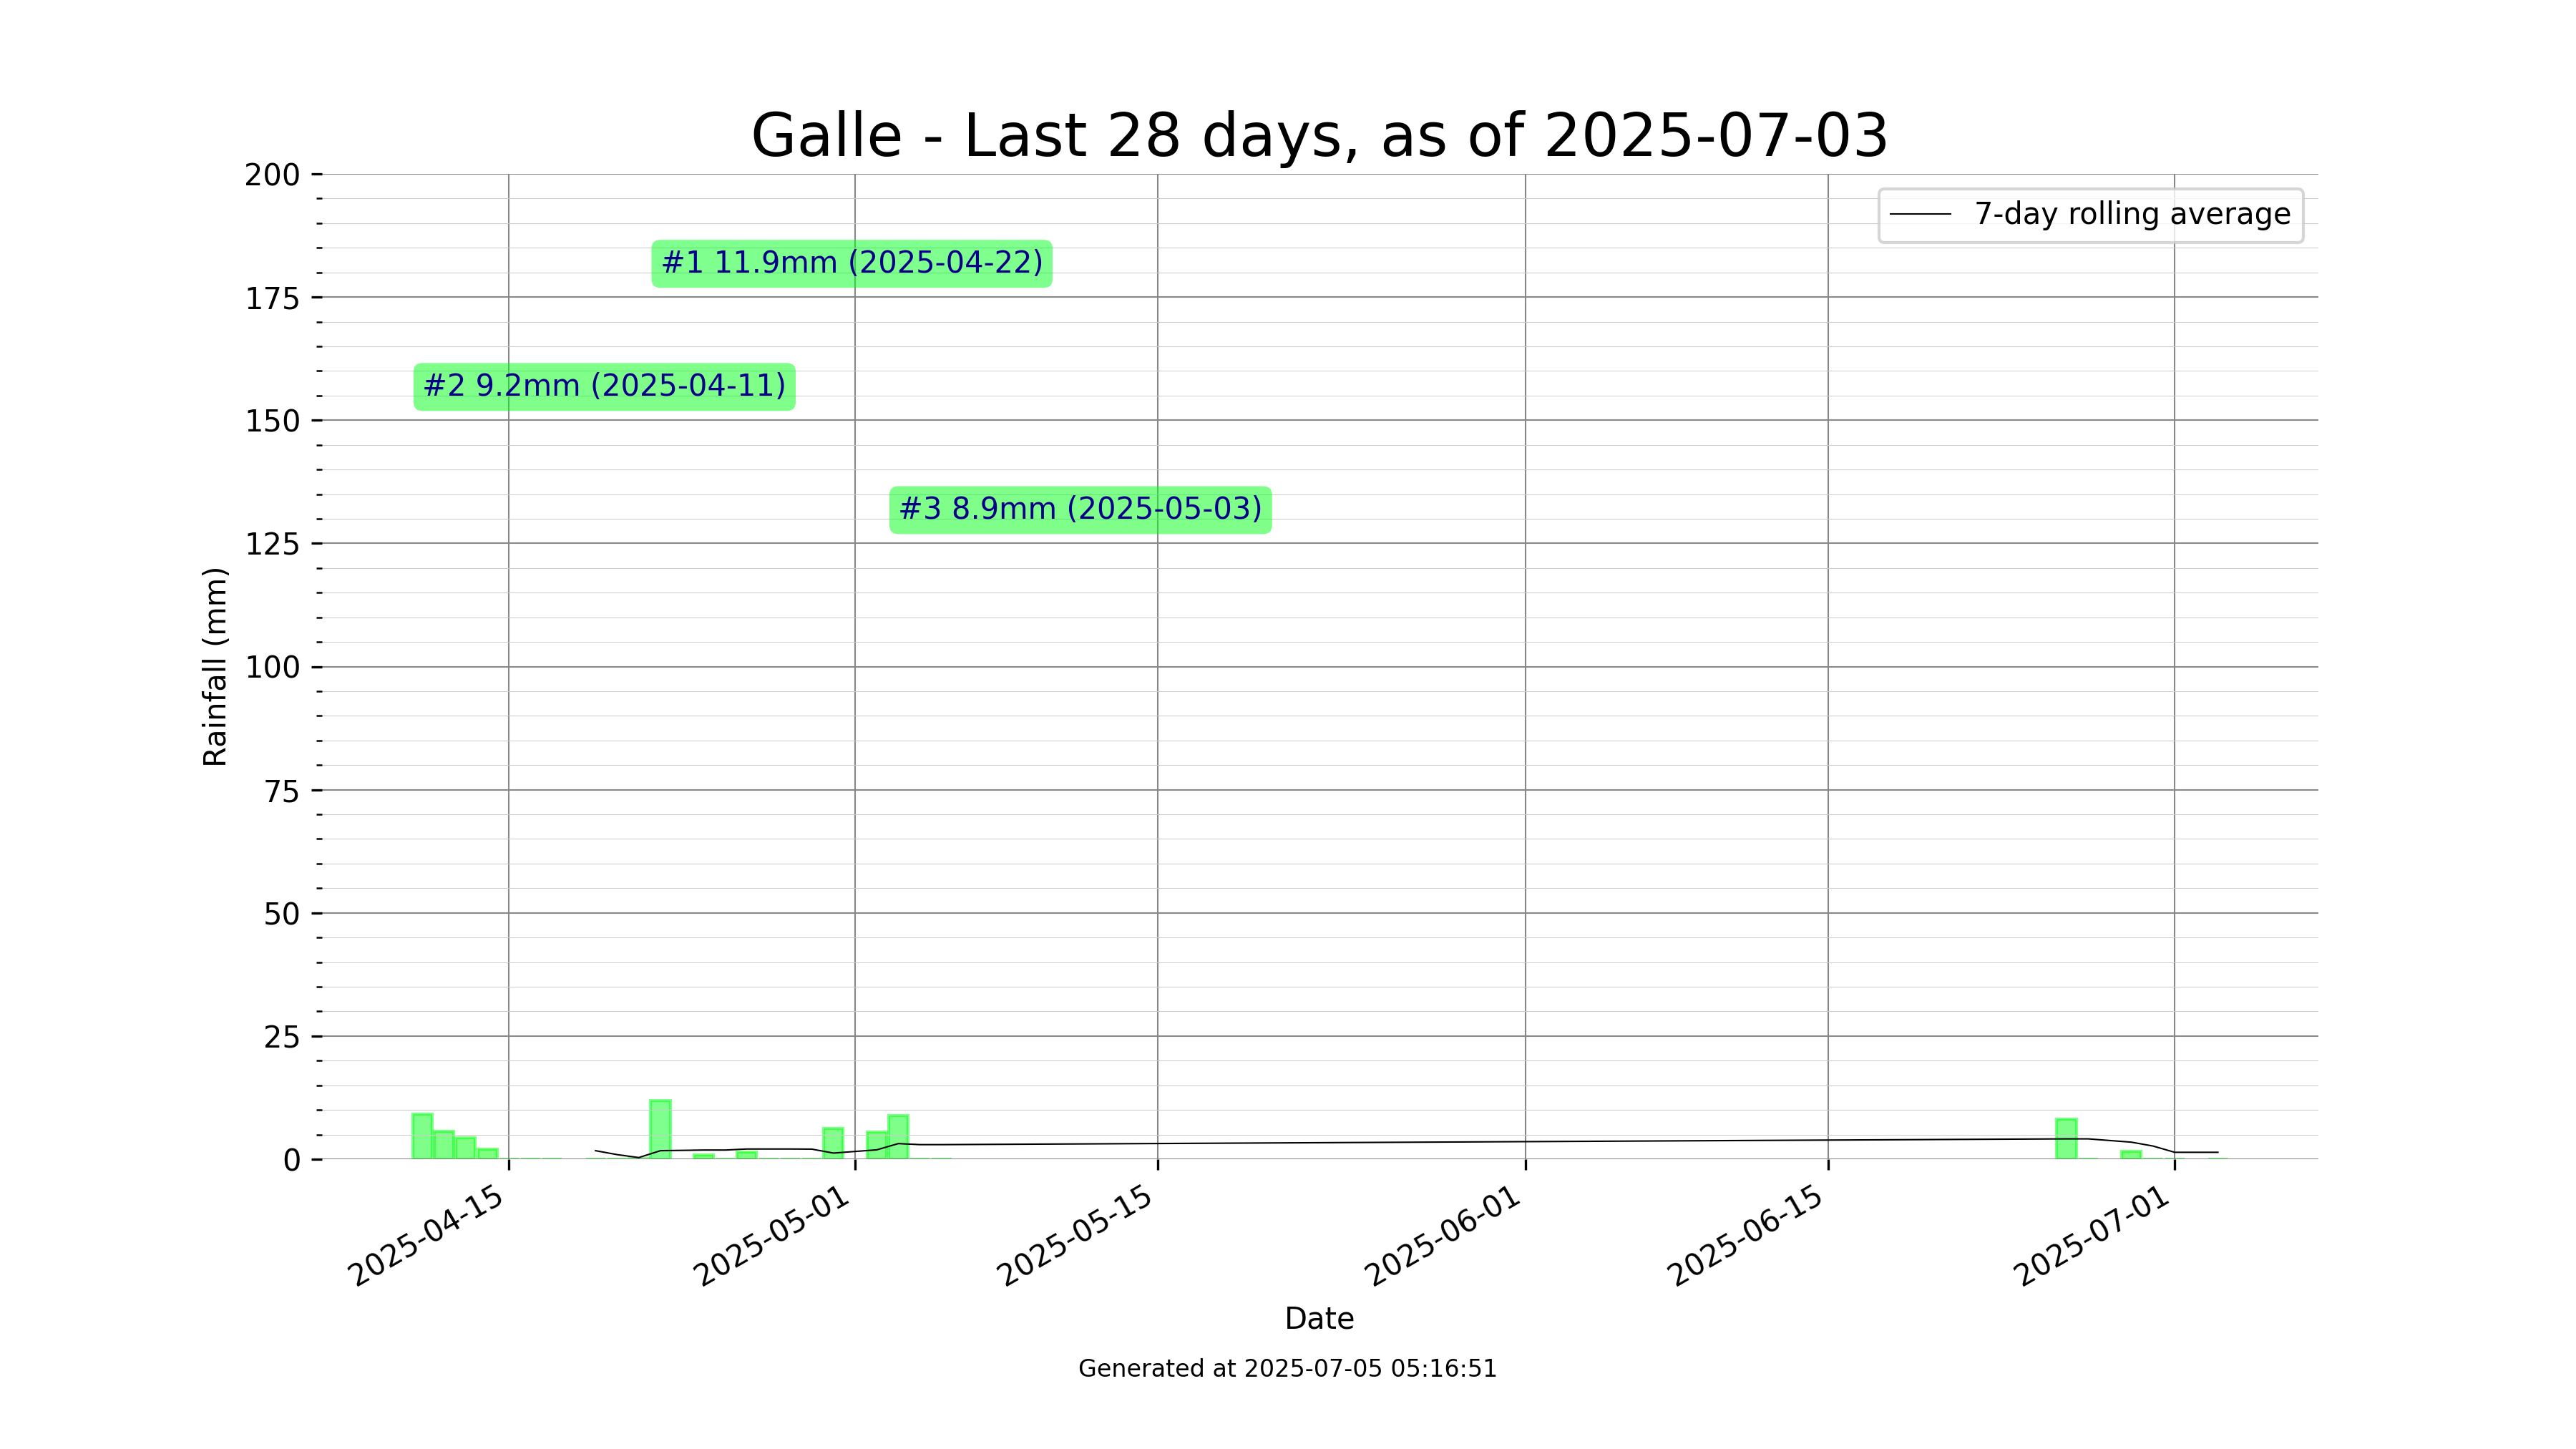 Galle - Last 28 days, as of 2025-07-03
7-day rolling average
#1 11.9mm (2025-04-22)
#2 9.2mm (2025-04-11)
#3 8.9mm (2025-05-03)
Rainfall (mm)
200
175
150
125
100
75
50
25
0
2025-04-15
2025-05-01
2025-05-15
2025-06-01
2025-06-15
2025-07-01
Date
Generated at 2025-07-05 05:16:51